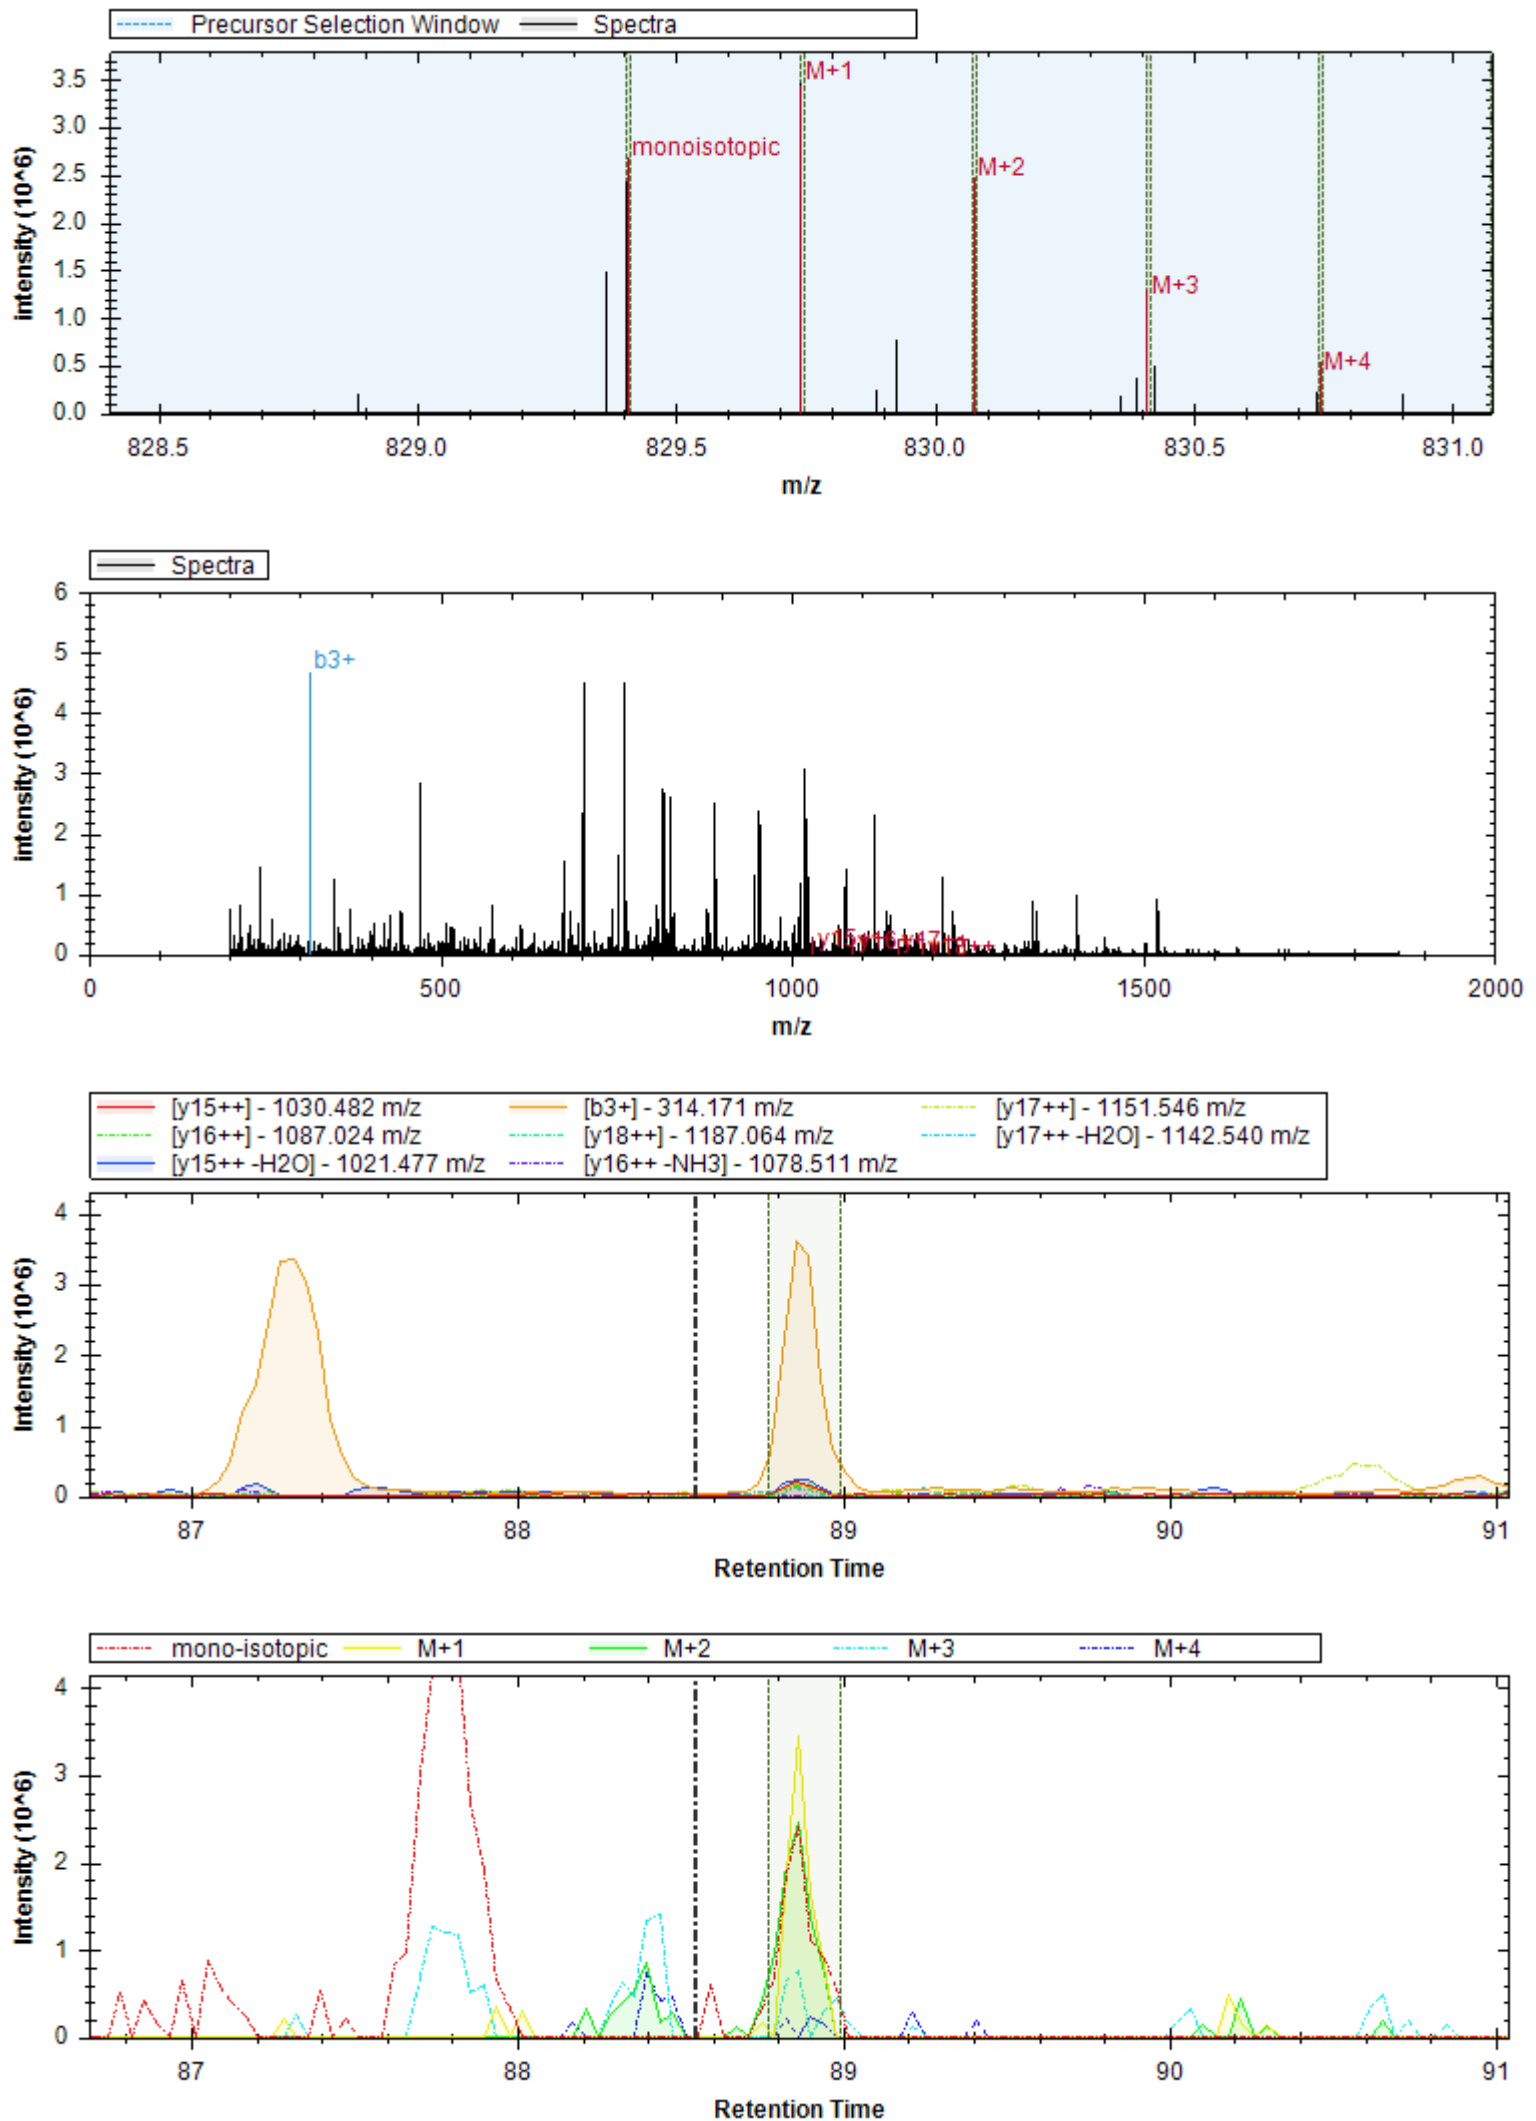 Precursor Selection Window Spectra
3.5
3.0
2.5
2.0
1.5
1.0
0.5
0.0
intensity (10^6)
monoisotopic
M+1
M+2
M+3
M+4
828.5 829.0 829.5 830.0 830.5 831.0
m/z
Spectra
6
5
4
3
2
1
0
intensity (10^6)
b3+
0 500 1000 1500 2000
m/z
[y15++] - 1030.482 m/z [b3+] - 314.171 m/z [y17++] - 1151.546 m/z
[y16++] - 1087.024 m/z [y18++] - 1187.064 m/z [y17++ -H2O] - 1142.540 m/z
[y15++ -H2O] - 1021.477 m/z [y16++ -NH3] - 1078.511 m/z
4
3
2
1
0
Intensity (10^6)
87 88 89 90 91
Retention Time
mono-isotopic M+1 M+2 M+3 M+4
4
3
2
1
0
Intensity (10^6)
87 88 89 90 91
Retention Time